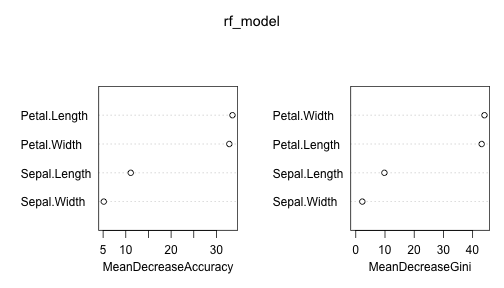 rf_model
Petal.Length
Petal.Width
Sepal.Length
Sepal.Width
5 10 20 30
MeanDecreaseAccuracy
Petal.Width
Petal.Length
Sepal.Length
Sepal.Width
0 10 20 30 40
MeanDecreaseGini